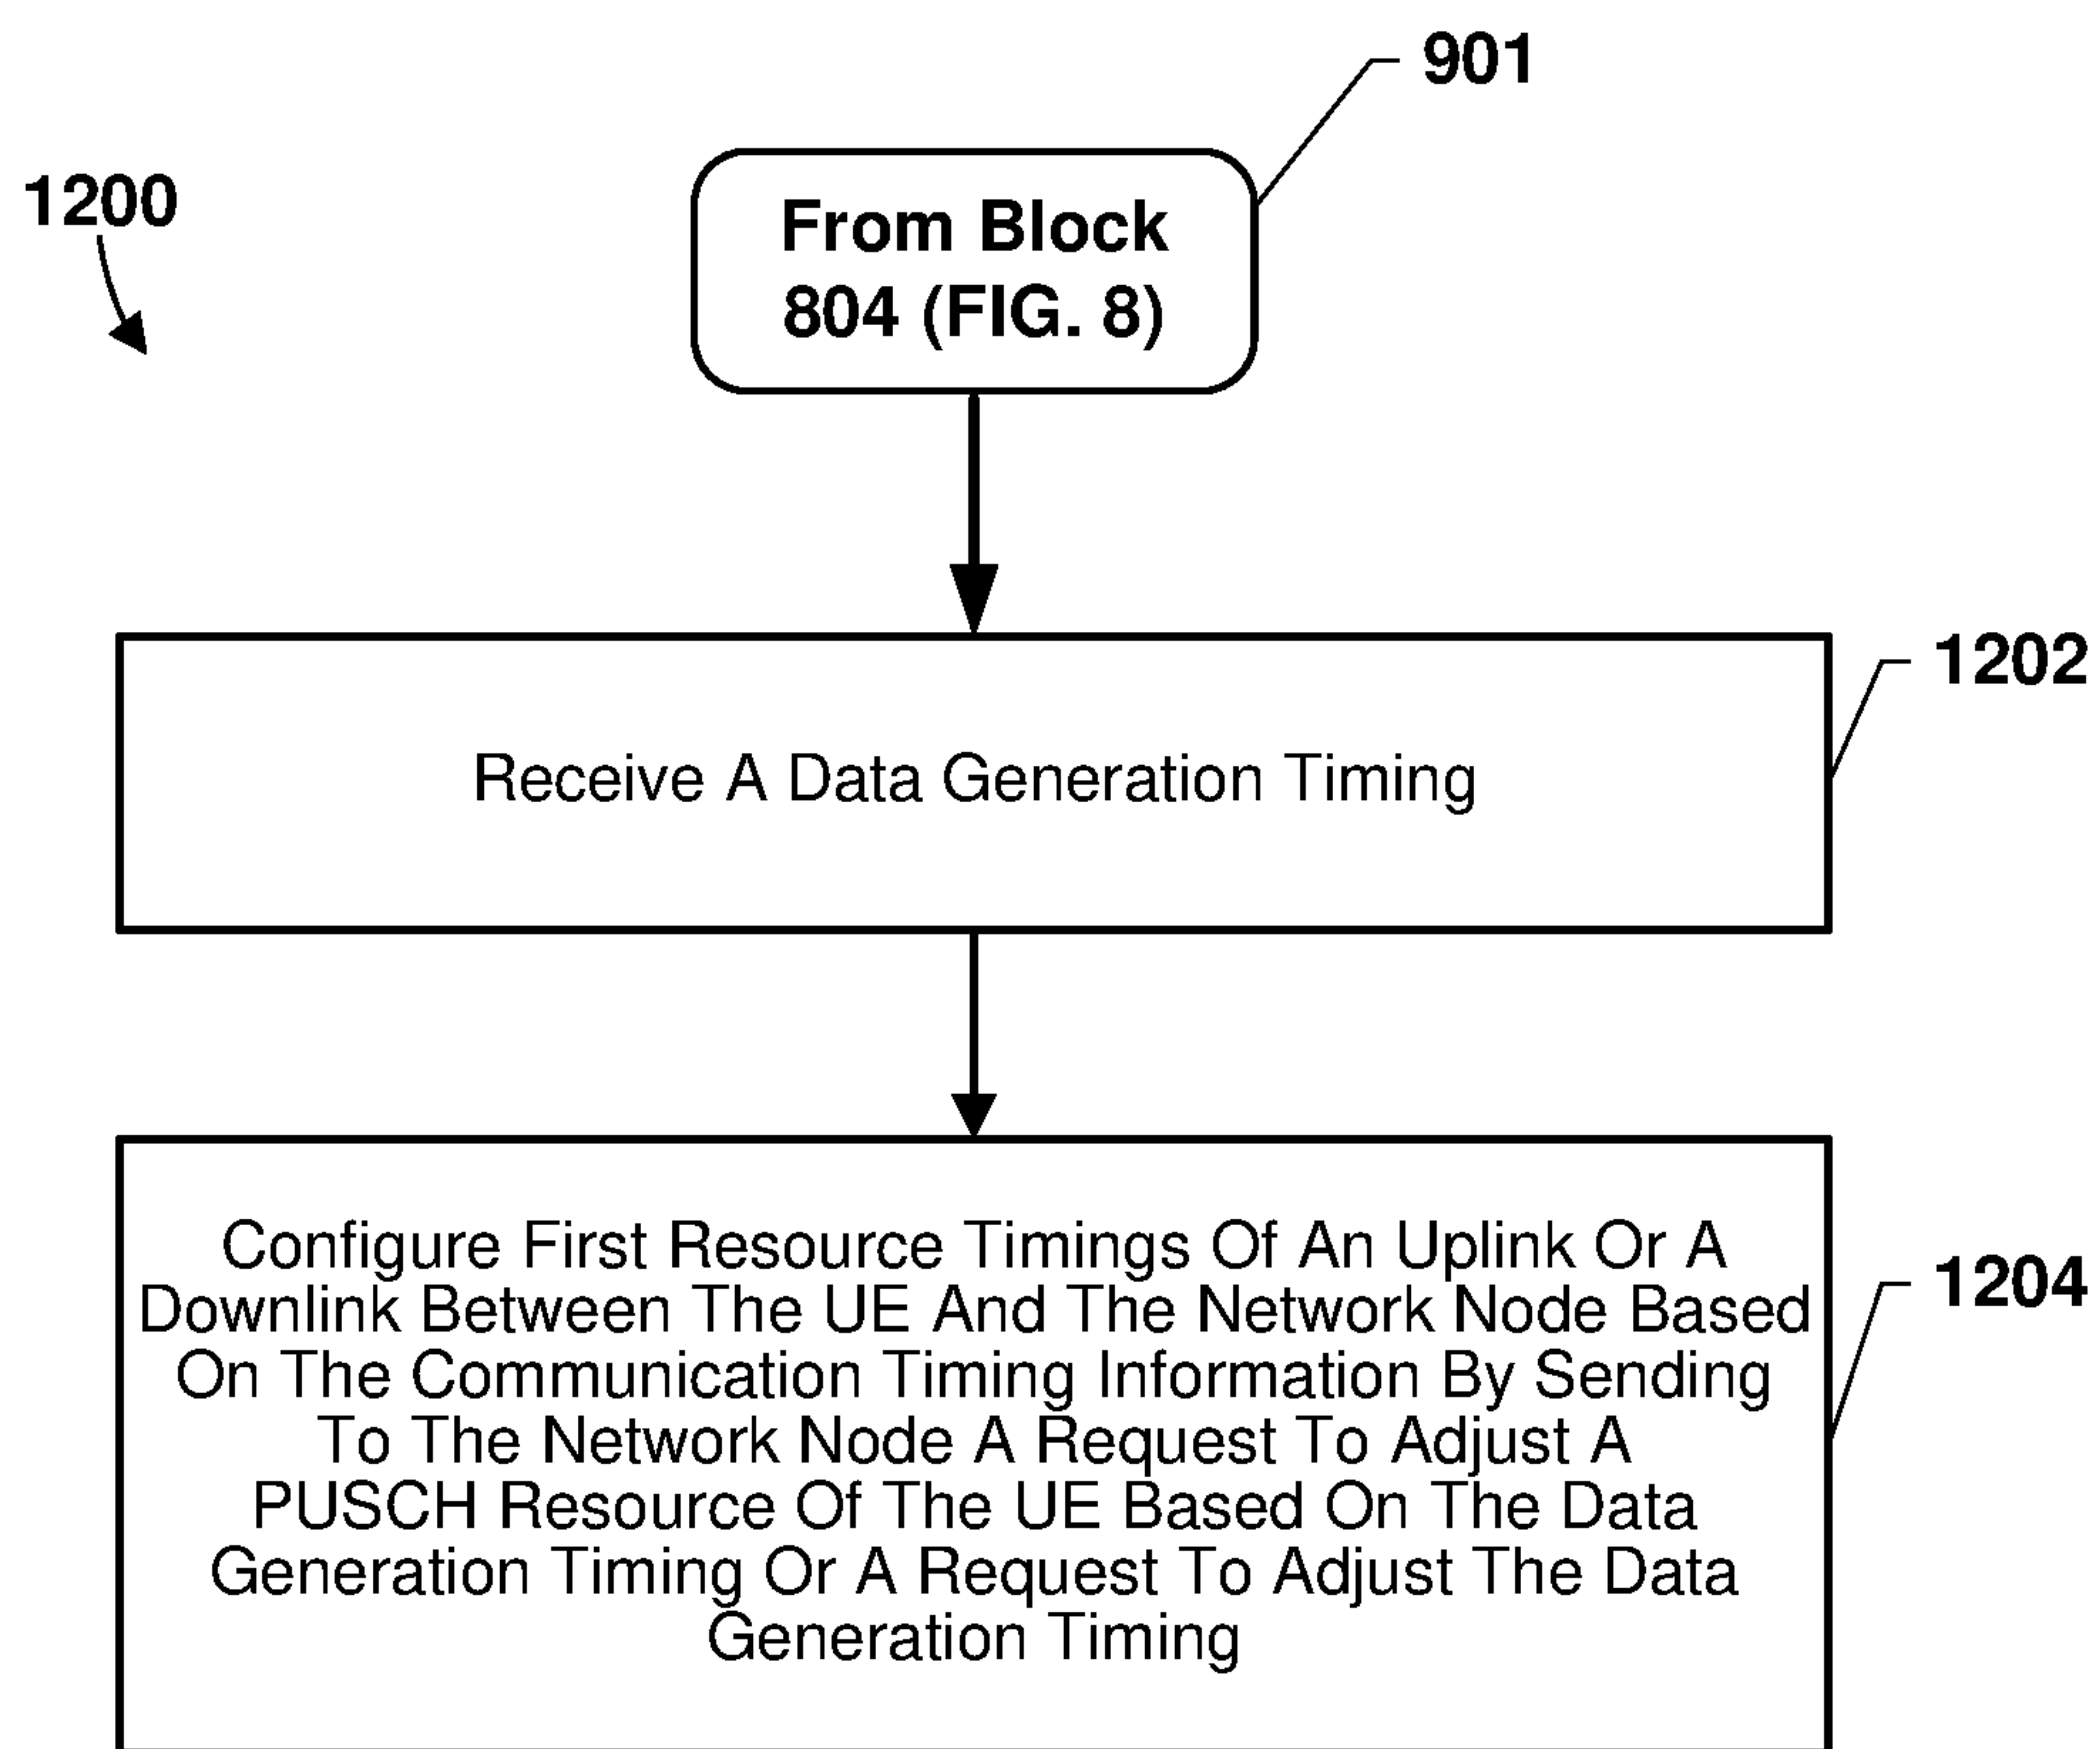 901
1200
From Block
804 (FIG. 8)
1202
Receive A Data Generation Timing
1204
Configure First Resource Timings Of An Uplink Or A
Downlink Between The UE And The Network Node Based
On The Communication Timing Information By Sending
To The Network Node A Request To Adjust A
PUSCH Resource Of The UE Based On The Data
Generation Timing Or A Request To Adjust The Data
Generation Timing